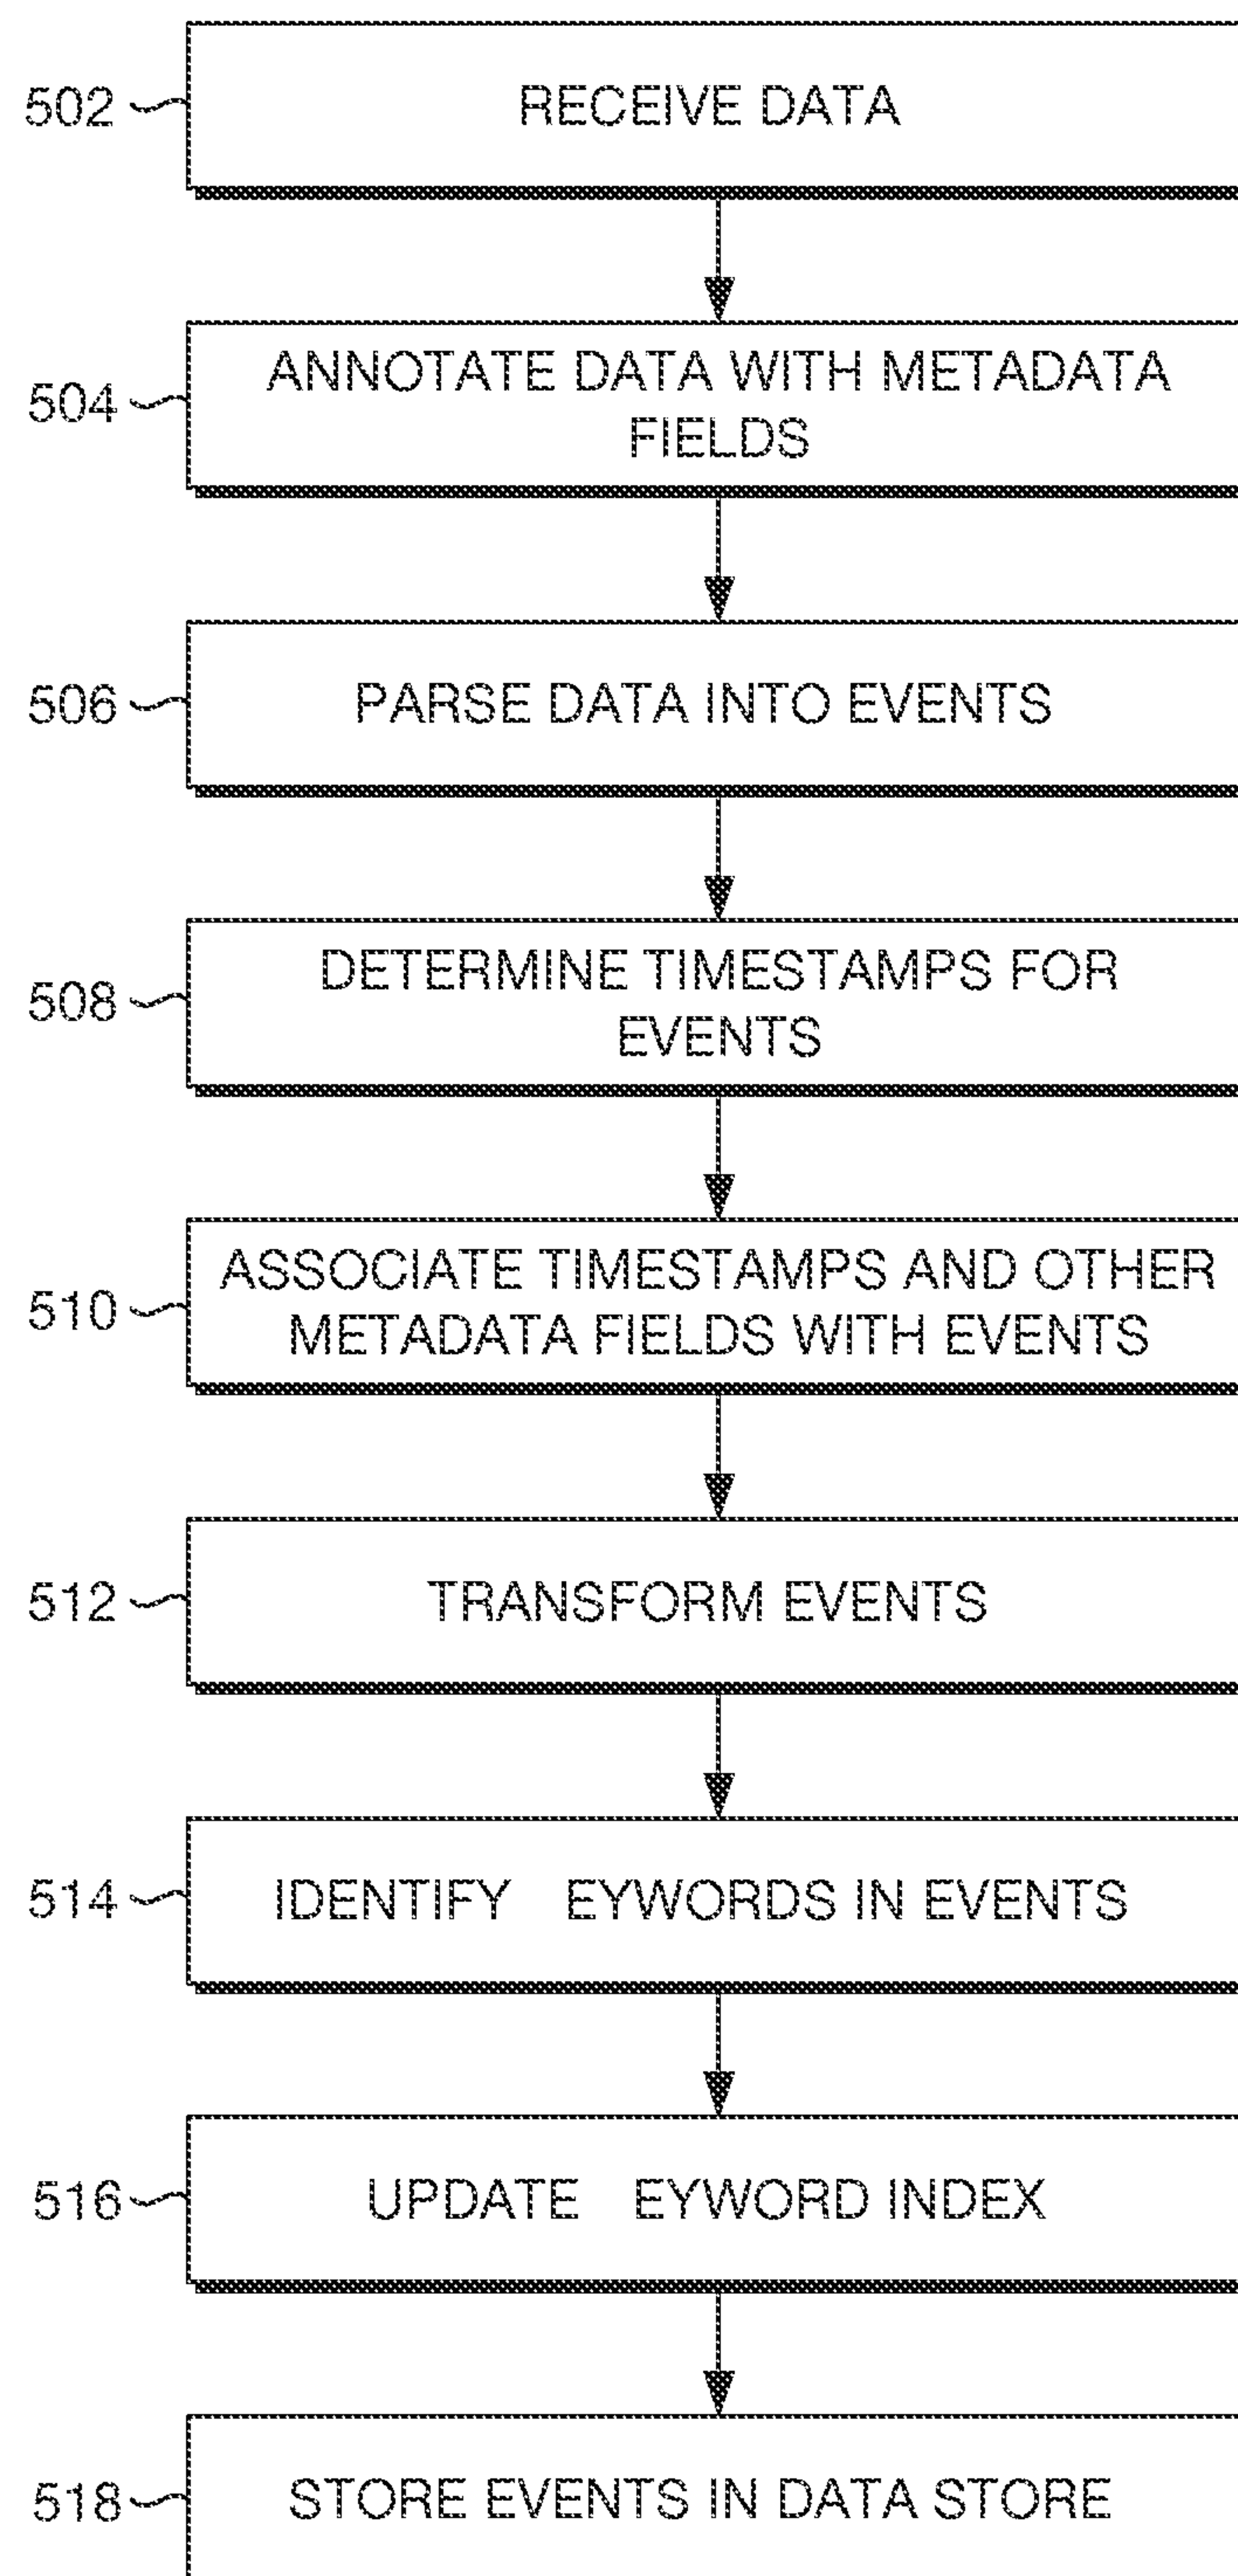 502 RECEIVE DATA
504 ANNOTATE DATA WITH METADATA
FIELDS
506 PARSE DATA INTO EVENTS
508 DETERMINE TIMESTAMPS FOR
EVENTS
510 ASSOCIATE TIMESTAMPS AND OTHER
METADATA FIELDS WITH EVENTS
512 TRANSFORM EVENTS
514 IDENTIFY EYWORDS IN EVENTS
516 UPDATE EYWORD INDEX
518 STORE EVENTS IN DATA STORE